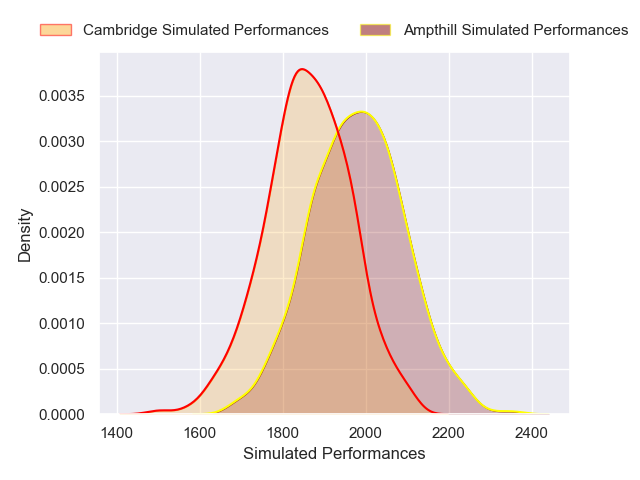 Cambridge Simulated Performances
Ampthill Simulated Performances
Density
0.0035
0.0030
0.0025
0.0020
0.0015
0.0010
0.0005
0.0000
1400 1600 1800 2000 2200 2400
Simulated Performances